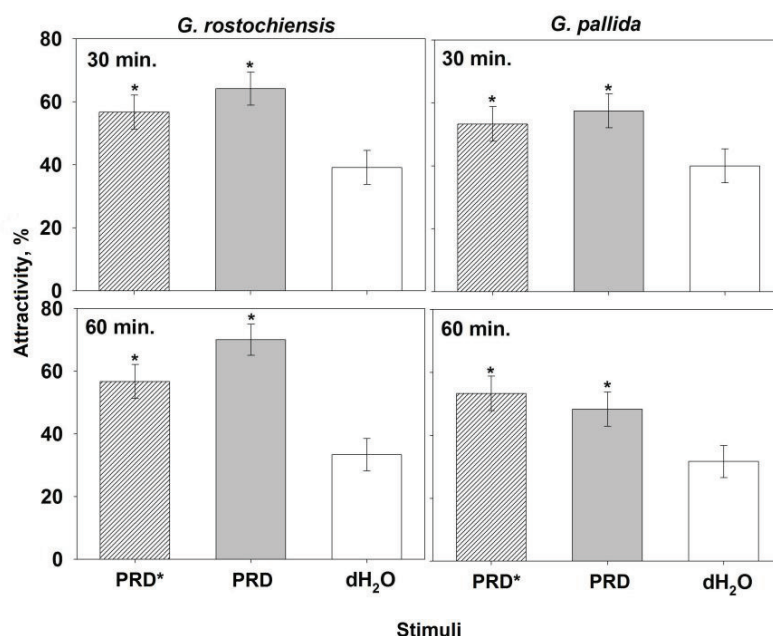 G. rostochiensis
G. pallida
80
60
40
20
0
30 min.
*
*
30 min.
*
*
Attractivity, %
80
60
40
20
0
60 min.
*
*
60 min.
*
*
PRD*
PRD
dH₂O
PRD*
PRD
dH₂O
Stimuli